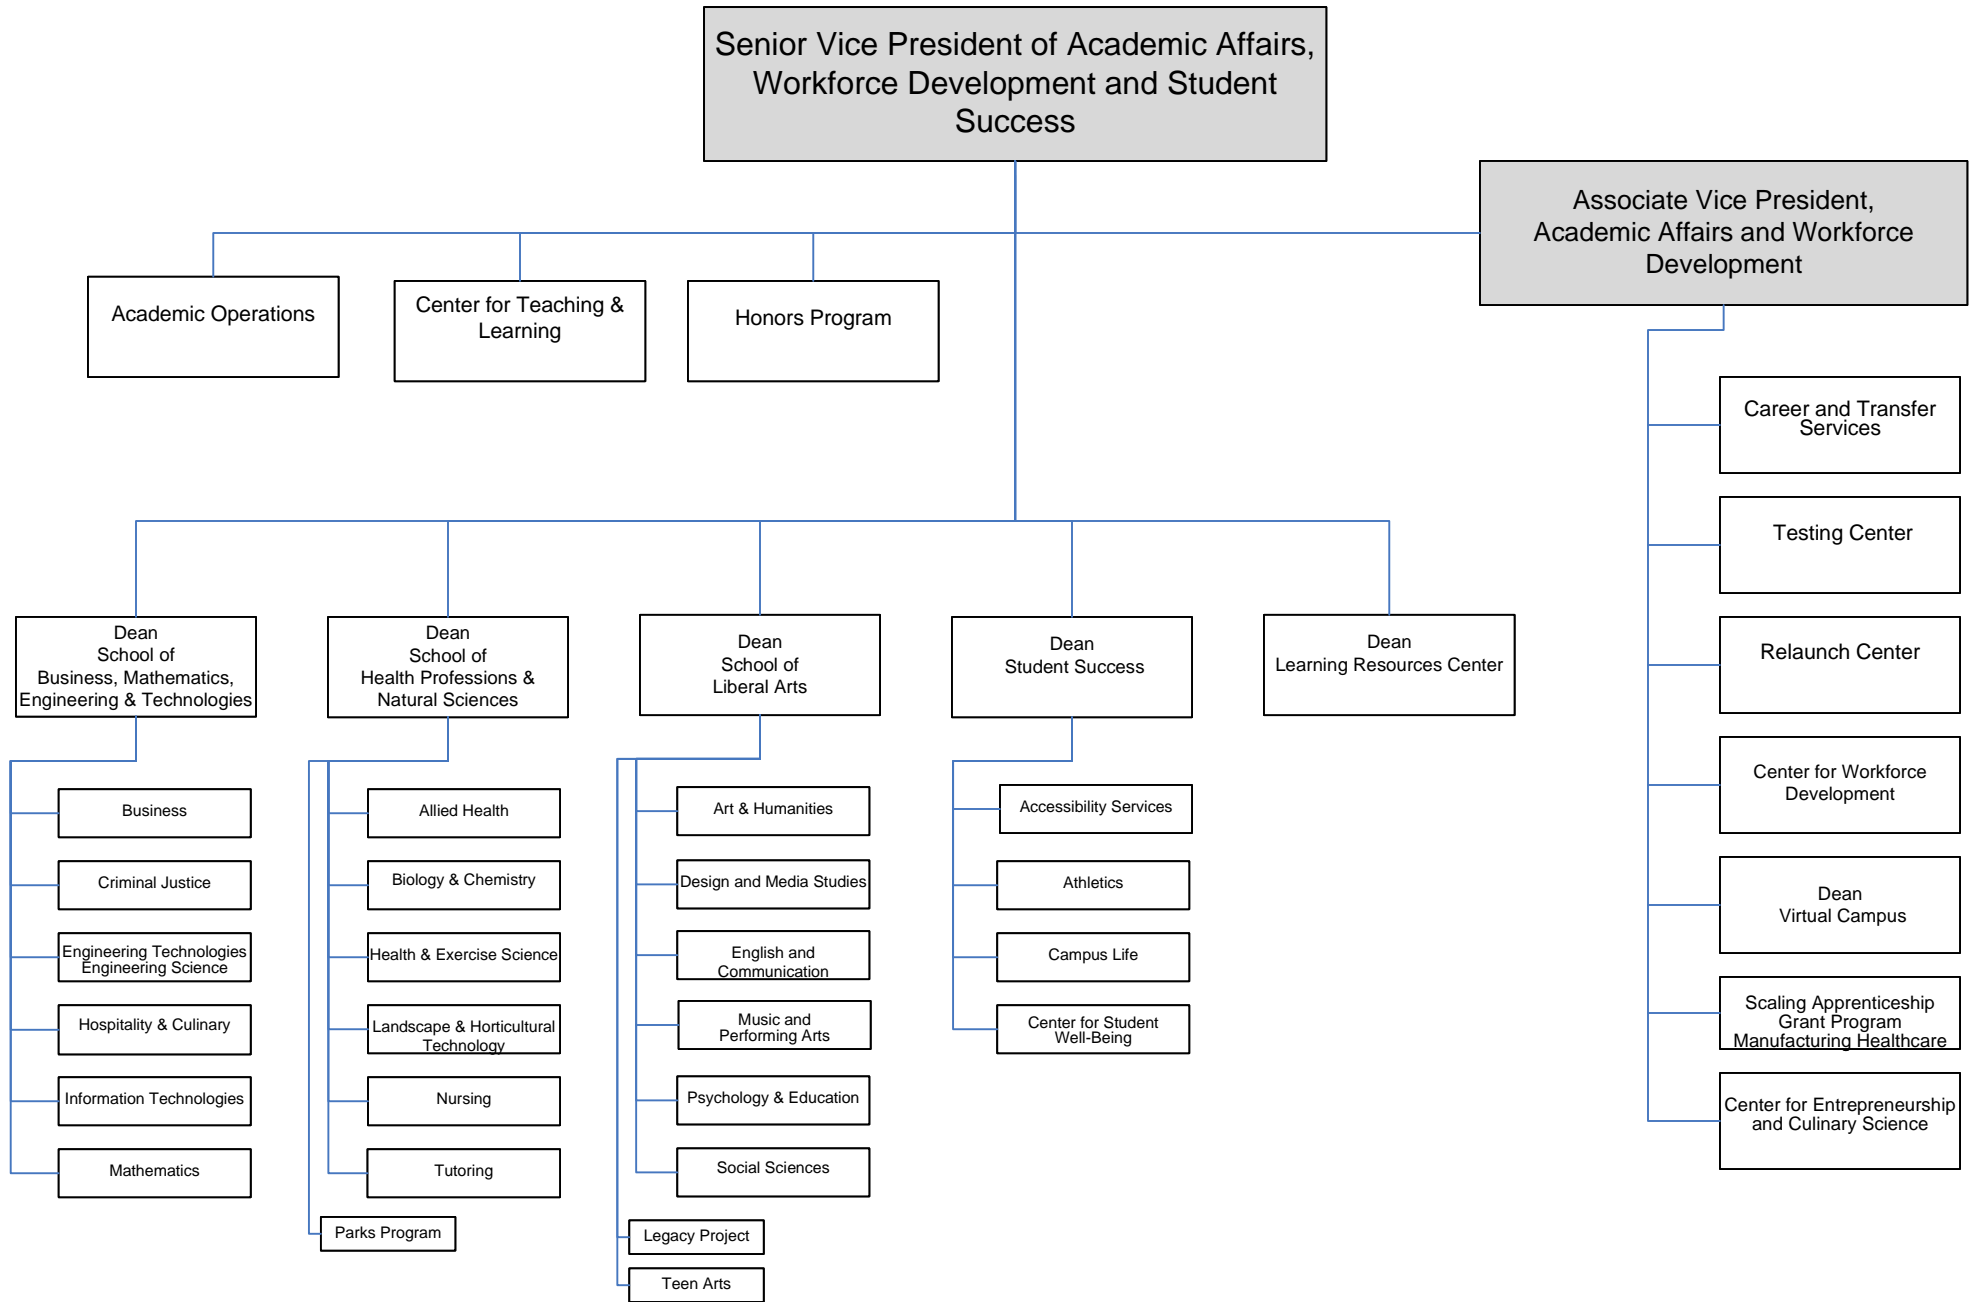 Senior Vice President of Academic Affairs,
Workforce Development and Student
Success
Associate Vice President,
Academic Affairs and Workforce
Development
Academic Operations
Center for Teaching &
Learning
Honors Program
Career and Transfer
Services
Testing Center
Relaunch Center
Center for Workforce
Development
Dean
Virtual Campus
Scaling Apprenticeship
Grant Program
Manufacturing Healthcare
Center for Entrepreneurship
and Culinary Science
Dean
School of
Business, Mathematics,
Engineering & Technologies
Business
Criminal Justice
Engineering Technologies
Engineering Science
Hospitality & Culinary
Information Technologies
Mathematics
Dean
School of
Health Professions &
Natural Sciences
Allied Health
Biology & Chemistry
Health & Exercise Science
Landscape & Horticultural
Technology
Nursing
Tutoring
Parks Program
Dean
School of
Liberal Arts
Art & Humanities
Design and Media Studies
English and
Communication
Music and
Performing Arts
Psychology & Education
Social Sciences
Legacy Project
Teen Arts
Dean
Student Success
Accessibility Services
Athletics
Campus Life
Center for Student
Well-Being
Dean
Learning Resources Center